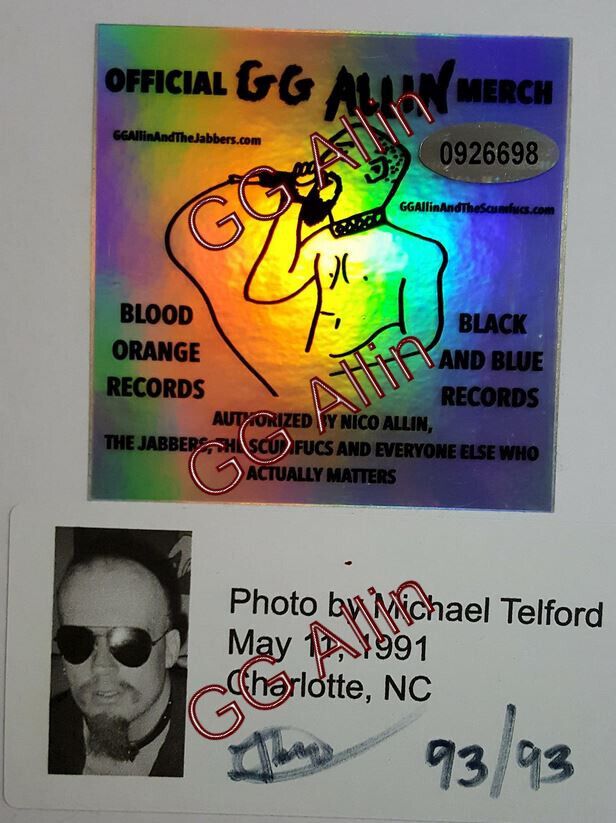 OFFICIAL GG ALLIN MERCH
GGAllinAndTheJabbers.com
0926698
GG Allin
GGAllinAndTheScumfucs.com
BLOOD
ORANGE
RECORDS
BLACK
AND BLUE
RECORDS
GG Allin
AUTHORIZED BY NICO ALLIN,
THE JABBERS, THE SCUMFUCS AND EVERYONE ELSE WHO
ACTUALLY MATTERS
Photo by Michael Telford
May 11, 1991
Charlotte, NC
GG Allin
93/93